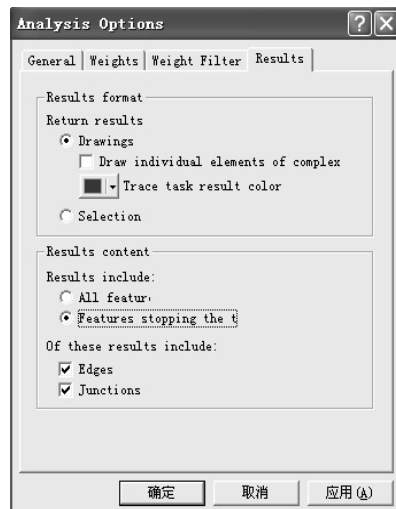 Analysis Options
General Weights Weight Filter Results
Results format
Return results
Drawings
Draw individual elements of complex
Trace task result color
Selection
Results content
Results include:
All featur
Features stopping the t
Of these results include:
Edges
Junctions
确定 取消 应用(A)